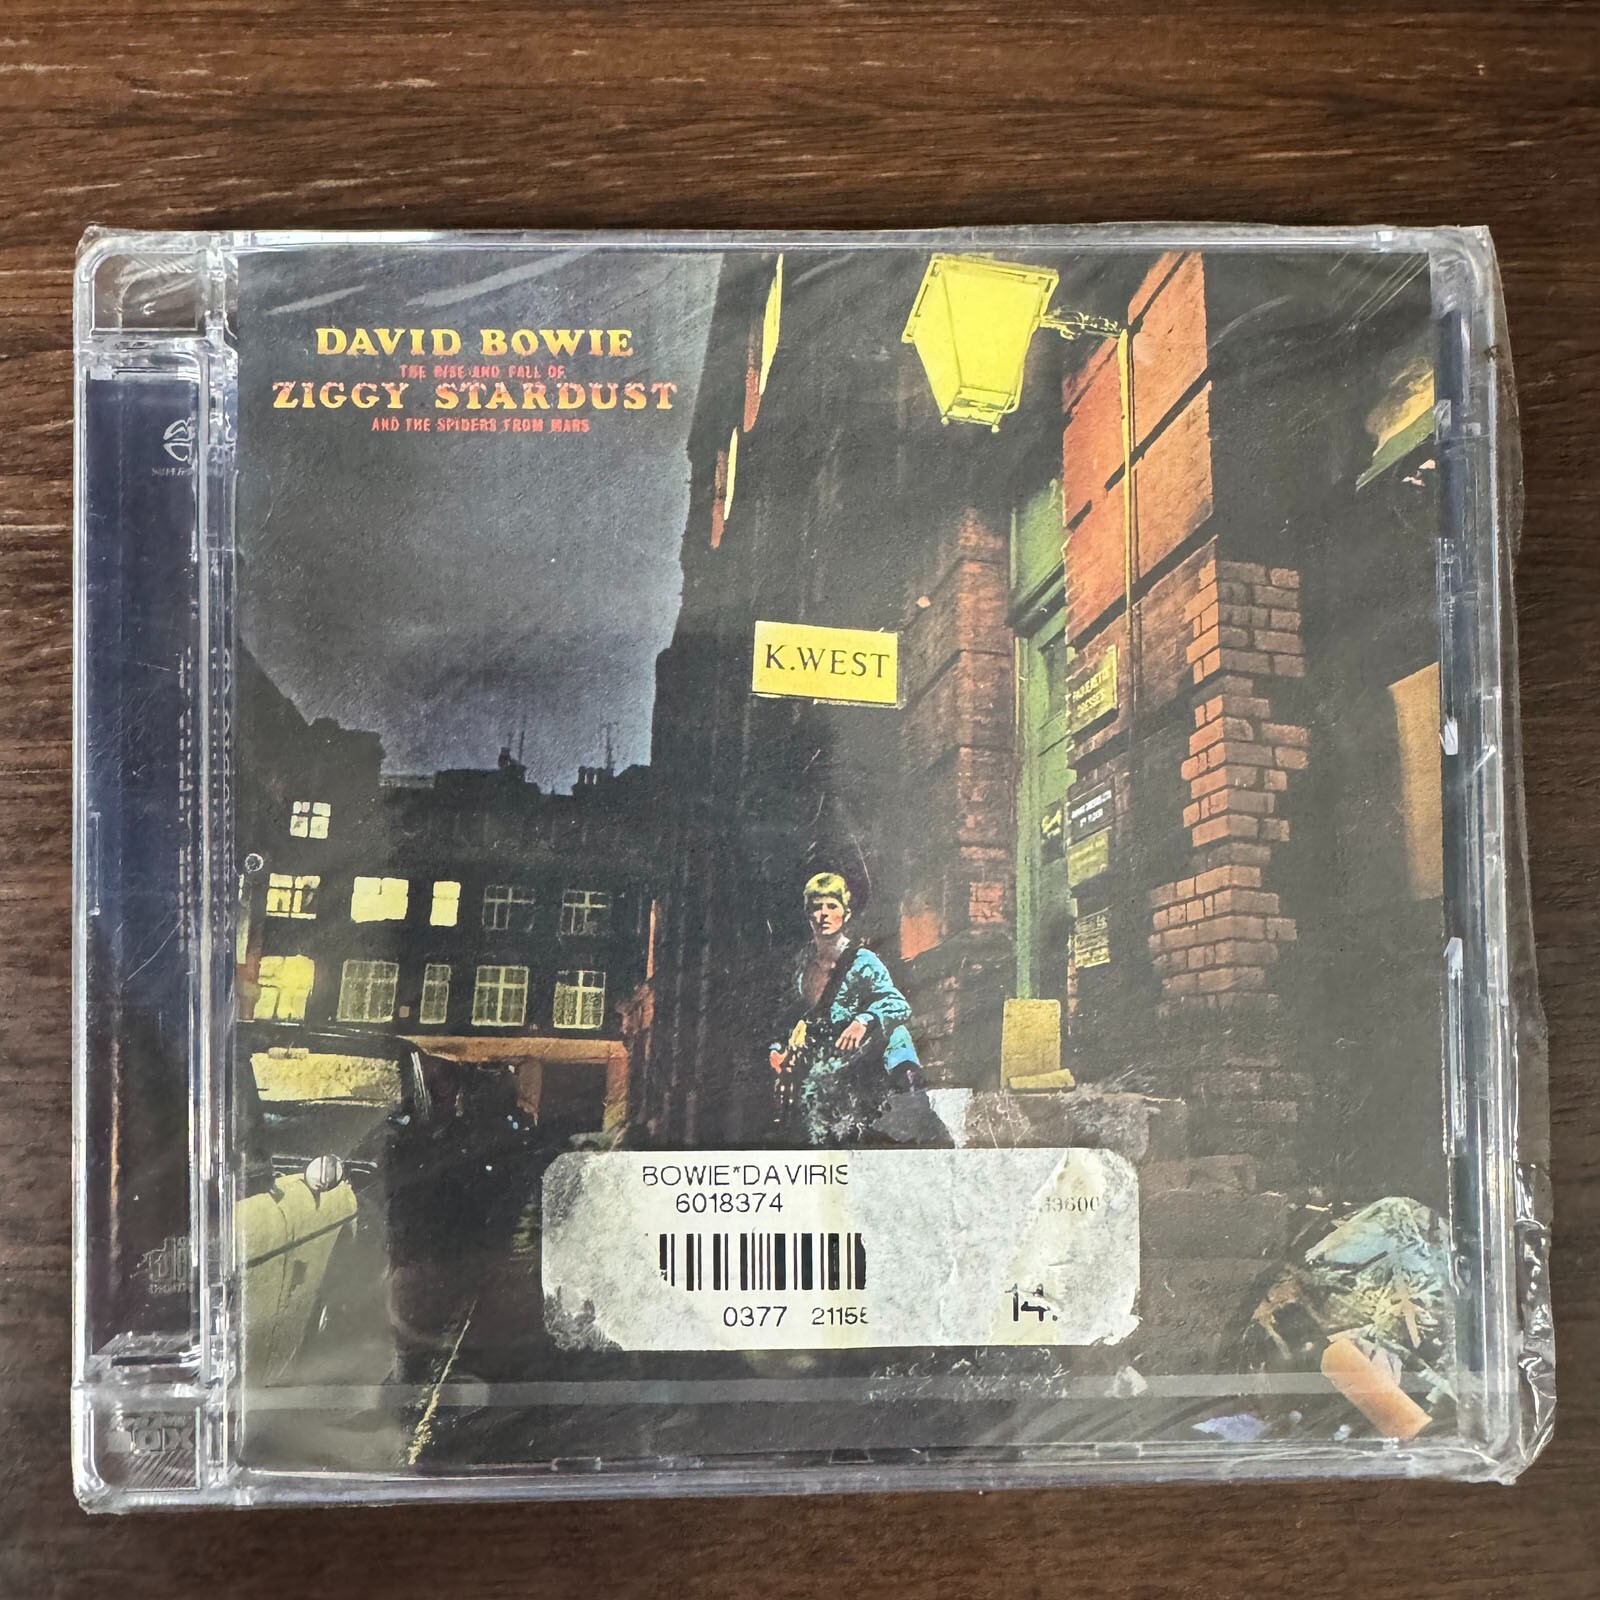 DAVID BOWIE
THE RISE AND FALL OF
ZIGGY STARDUST
AND THE SPIDERS FROM MARS
K.WEST
BOWIE*DAVIRIS
6018374
0377 2115
14.